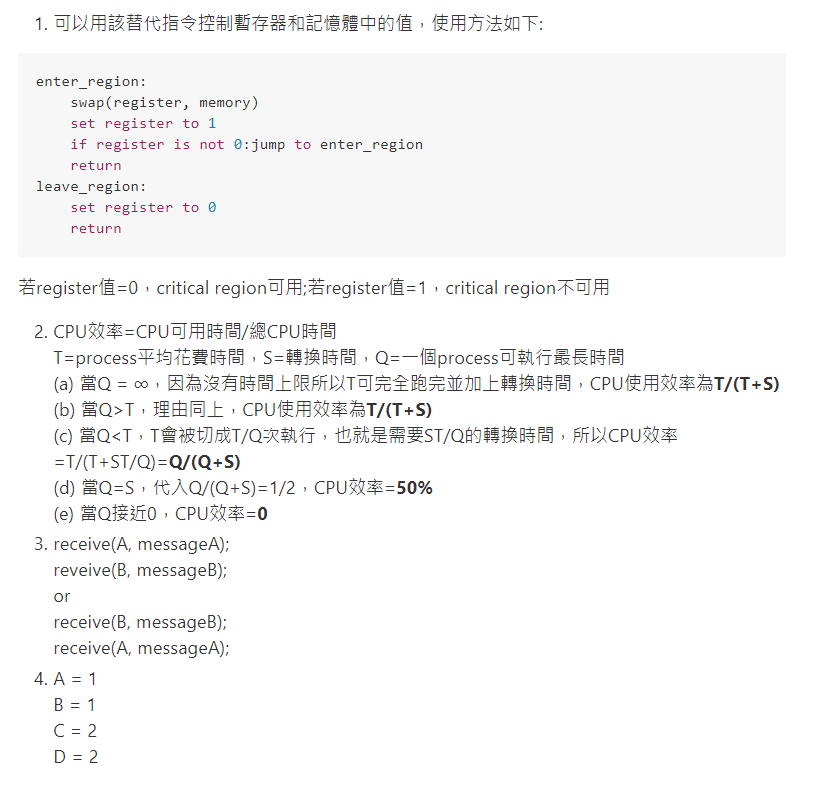 1. 可以用該替代指令控制暫存器和記憶體中的值，使用方法如下:
enter_region:
swap(register, memory)
set register to 1
if register is not 0:jump to enter_region
return
leave_region:
set register to 0
return
若register值=0，critical region可用;若register值=1，critical region不可用
2. CPU效率=CPU可用時間/總CPU時間
T=process平均花費時間，S=轉換時間，Q=一個process可執行最長時間
(a) 當Q = ∞，因為沒有時間上限所以T可完全跑完並加上轉換時間，CPU使用效率為T/(T+S)
(b) 當Q>T，理由同上，CPU使用效率為T/(T+S)
(c) 當Q<T，T會被切成T/Q次執行，也就是需要ST/Q的轉換時間，所以CPU效率
=T/(T+ST/Q)=Q/(Q+S)
(d) 當Q=S，代入Q/(Q+S)=1/2，CPU效率=50%
(e) 當Q接近0，CPU效率=0
3. receive(A, messageA);
reveive(B, messageB);
or
receive(B, messageB);
receive(A, messageA);
4. A = 1
B = 1
C = 2
D = 2